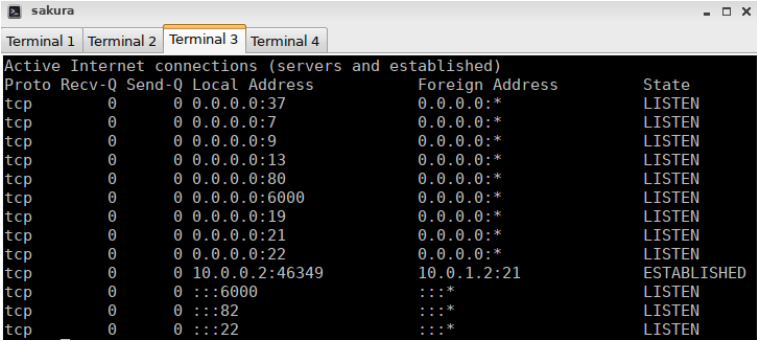 sakura
Terminal 1 Terminal 2 Terminal 3 Terminal 4
Active Internet connections (servers and established)
Proto Recv-Q Send-Q Local Address Foreign Address State
tcp 0 0 0.0.0.0:37 0.0.0.0:* LISTEN
tcp 0 0 0.0.0.0:7 0.0.0.0:* LISTEN
tcp 0 0 0.0.0.0:9 0.0.0.0:* LISTEN
tcp 0 0 0.0.0.0:13 0.0.0.0:* LISTEN
tcp 0 0 0.0.0.0:80 0.0.0.0:* LISTEN
tcp 0 0 0.0.0.0:6000 0.0.0.0:* LISTEN
tcp 0 0 0.0.0.0:19 0.0.0.0:* LISTEN
tcp 0 0 0.0.0.0:21 0.0.0.0:* LISTEN
tcp 0 0 0.0.0.0:22 0.0.0.0:* LISTEN
tcp 0 0 10.0.0.2:46349 10.0.1.2:21 ESTABLISHED
tcp 0 0 :::6000 :::* LISTEN
tcp 0 0 :::82 :::* LISTEN
tcp 0 0 :::22 :::* LISTEN